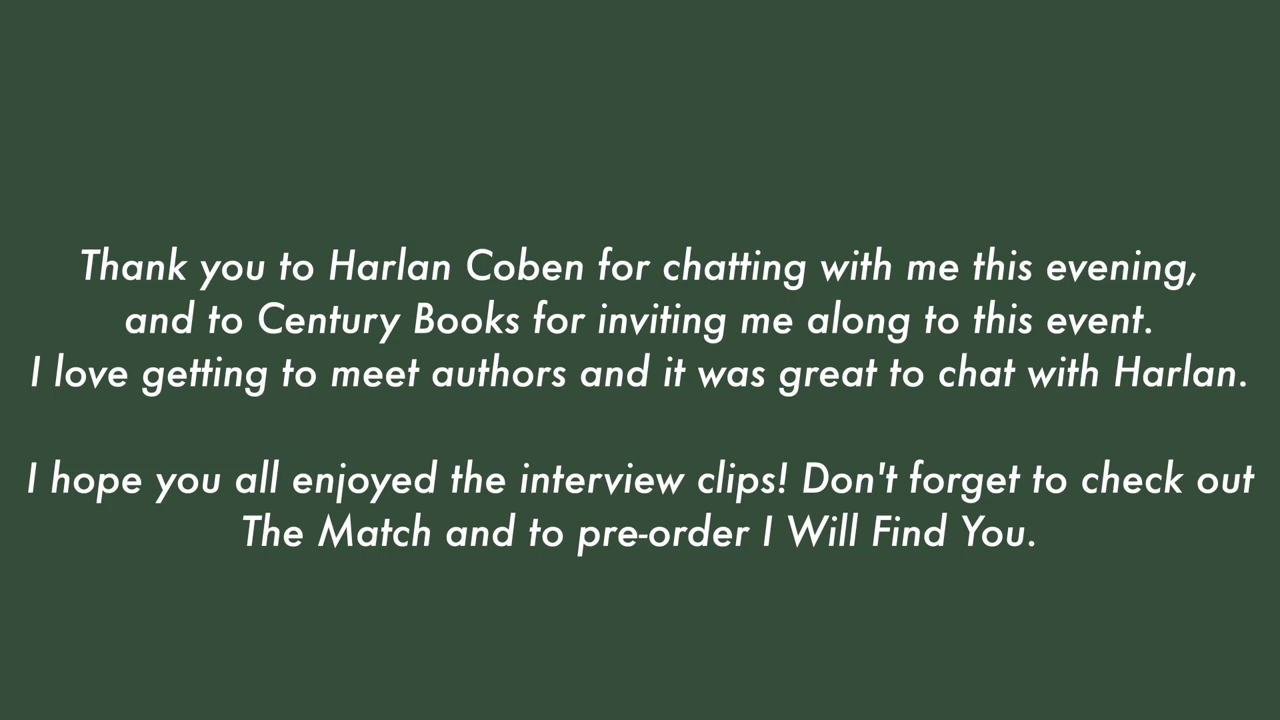 Thank you to Harlan Coben for chatting with me this evening,
and to Century Books for inviting me along to this event.
I love getting to meet authors and it was great to chat with Harlan.
I hope you all enjoyed the interview clips! Don't forget to check out
The Match and to pre-order I Will Find You.